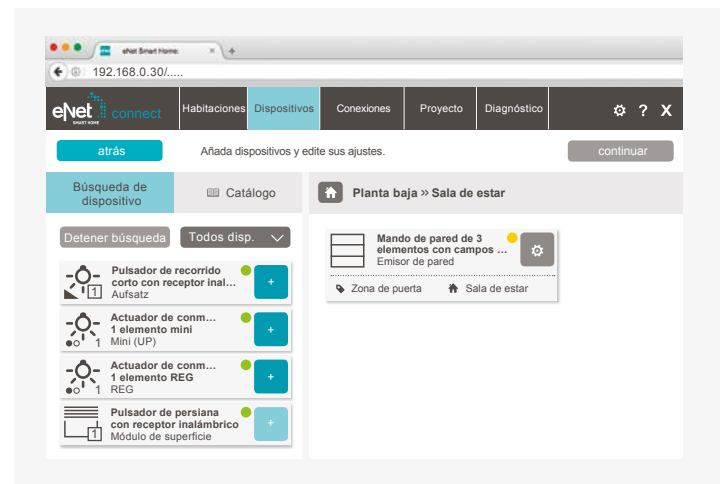 eNet Smart Home
192.168.0.30/.....
eNet SMART HOME connect
Habitaciones
Dispositivos
Conexiones
Proyecto
Diagnóstico
? X
atrás
Añada dispositivos y edite sus ajustes.
continuar
Búsqueda de
dispositivo
Catálogo
Planta baja » Sala de estar
Detener búsqueda
Todos disp.
Pulsador de recorrido
corto con receptor inal...
Aufsatz
1
+
Actuador de conm...
1 elemento mini
Mini (UP)
1
+
Actuador de conm...
1 elemento REG
REG
1
+
Pulsador de persiana
con receptor inalámbrico
Módulo de superficie
1
+
Mando de pared de 3
elementos con campos ...
Emisor de pared
Zona de puerta
Sala de estar